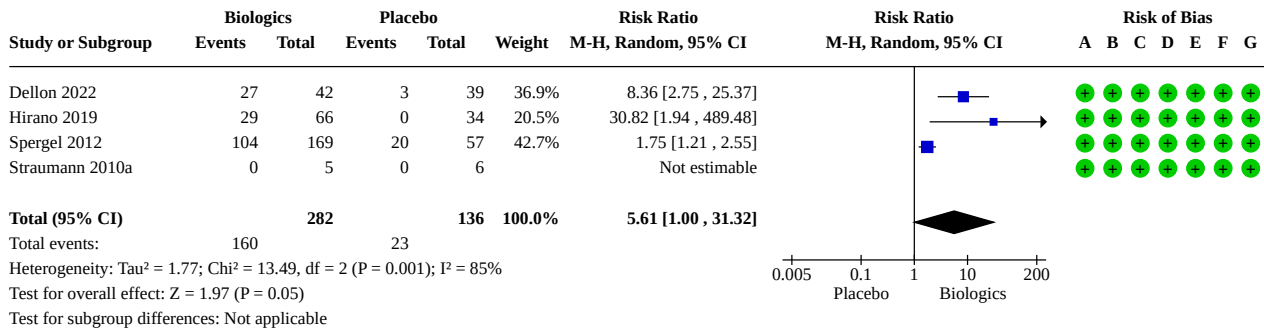 Biologics Placebo Risk Ratio Risk Ratio Risk of Bias
Study or Subgroup Events Total Events Total Weight M-H, Random, 95% CI M-H, Random, 95% CI A B C D E F G
Dellon 2022 27 42 3 39 36.9% 8.36 [2.75 , 25.37] + + + + + + +
Hirano 2019 29 66 0 34 20.5% 30.82 [1.94 , 489.48] + + + + + + +
Spergel 2012 104 169 20 57 42.7% 1.75 [1.21 , 2.55] + + + + + + +
Straumann 2010a 0 5 0 6 Not estimable + + + + + + +
Total (95% CI) 282 136 100.0% 5.61 [1.00 , 31.32]
Total events: 160 23
Heterogeneity: Tau² = 1.77; Chi² = 13.49, df = 2 (P = 0.001); I² = 85%
0.005 0.1 1 10 200
Test for overall effect: Z = 1.97 (P = 0.05) Placebo Biologics
Test for subgroup differences: Not applicable